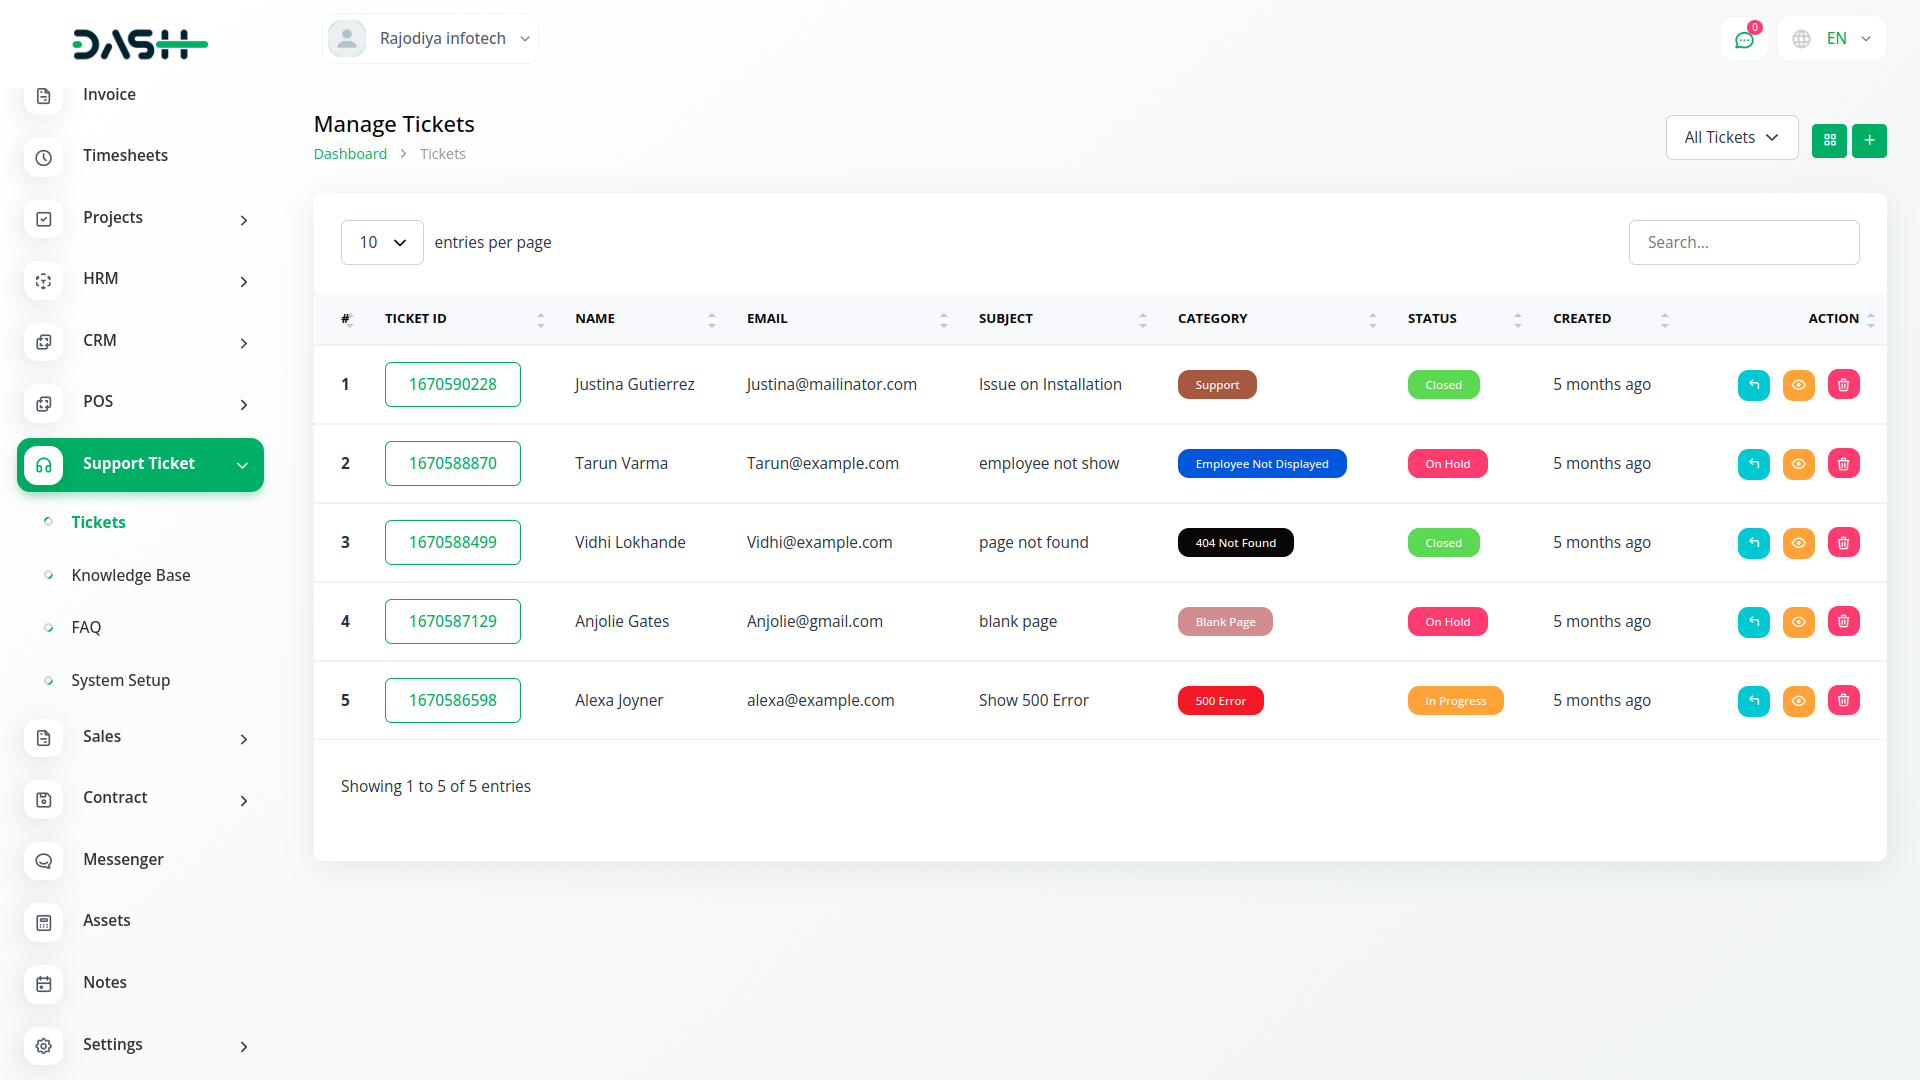 DASH
Rajodiya infotech
0
EN
Invoice
Timesheets
Projects
HRM
CRM
POS
Support Ticket
Tickets
Knowledge Base
FAQ
System Setup
Sales
Contract
Messenger
Assets
Notes
Settings
Manage Tickets
Dashboard > Tickets
All Tickets
+
10 entries per page
Search...
# TICKET ID NAME EMAIL SUBJECT CATEGORY STATUS CREATED ACTION
1 1670590228 Justina Gutierrez Justina@mailinator.com Issue on Installation Support Closed 5 months ago
2 1670588870 Tarun Varma Tarun@example.com employee not show Employee Not Displayed On Hold 5 months ago
3 1670588499 Vidhi Lokhande Vidhi@example.com page not found 404 Not Found Closed 5 months ago
4 1670587129 Anjolie Gates Anjolie@gmail.com blank page Blank Page On Hold 5 months ago
5 1670586598 Alexa Joyner alexa@example.com Show 500 Error 500 Error In Progress 5 months ago
Showing 1 to 5 of 5 entries